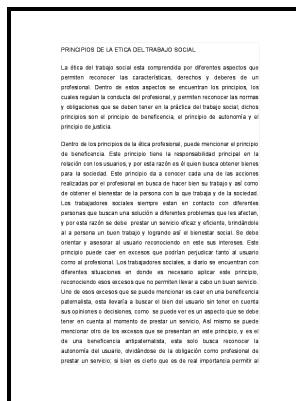 PRINCIPIOS DE LA ETICA DEL TRABAJO SOCIAL
La ética del trabajo social esta comprendida por diferentes aspectos que
permiten reconocer las características, derechos y deberes de un
profesional. Dentro de estos aspectos se encuentran los principios, los
cuales regulan la conducta del profesional, y permiten reconocer las normas
y obligaciones que se deben tener en la práctica del trabajo social; dichos
principios son el principio de beneficencia, el principio de autonomía y el
principio de justicia.
Dentro de los principios de la ética profesional, puede mencionar el principio
de beneficencia. Este principio tiene la responsabilidad principal en la
relación con los usuarios, y por esta razón es él quien busca obtener bienes
para la sociedad. Este principio da a conocer cada una de las acciones
realizadas por el profesional en busca de hacer bien su trabajo y así como
de obtener el bienestar de la persona con la que trabaja y de la sociedad.
Los trabajadores sociales siempre estan en contacto con diferentes
personas que buscan una solución a diferentes problemas que les afectan,
y por esta razón se debe prestar un servicio eficaz y eficiente, brindándole
al a persona un buen trabajo y logrando así el bienestar social. Se debe
orientar y asesorar al usuario reconociendo en este sus intereses. Este
principio puede caer en excesos que podrían perjudicar tanto al usuario
como al profesional. Los trabajadores sociales, a diario se encuentran con
diferentes situaciones en donde es necesario aplicar este principio,
reconociendo esos excesos que no permiten llevar a cabo un buen servicio.
Uno de esos excesos que se puede mencionar es caer en una beneficencia
paternalista, esta llevaría a buscar el bien del usuario sin tener en cuenta
sus opiniones o decisiones, como se puede ver es un aspecto que se debe
tener en cuenta al momento de prestar un servicio, Así mismo se puede
mencionar otro de los excesos que se presentan en este principio, y es el
de una beneficencia antipaternalista, esta solo busca reconocer la
autonomía del usuario, olvidándose de la obligación como profesional de
prestar un servicio; si bien es cierto que es de real importancia permitir al